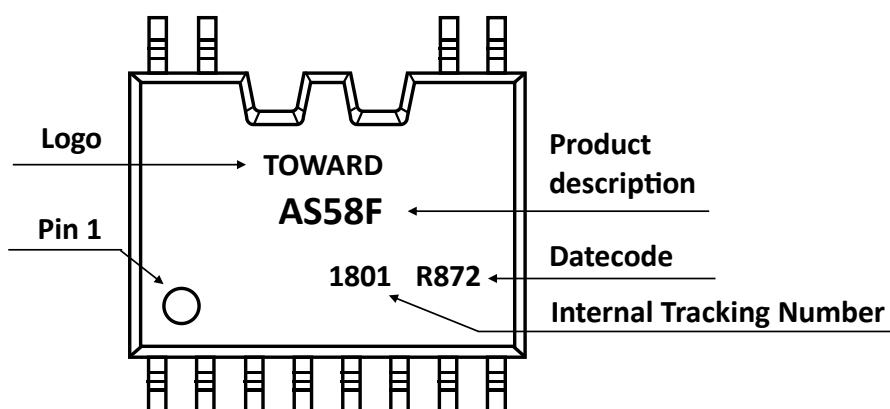 Logo
TOWARD
Product
description
AS58F
Pin 1
Datecode
1801 R872
Internal Tracking Number